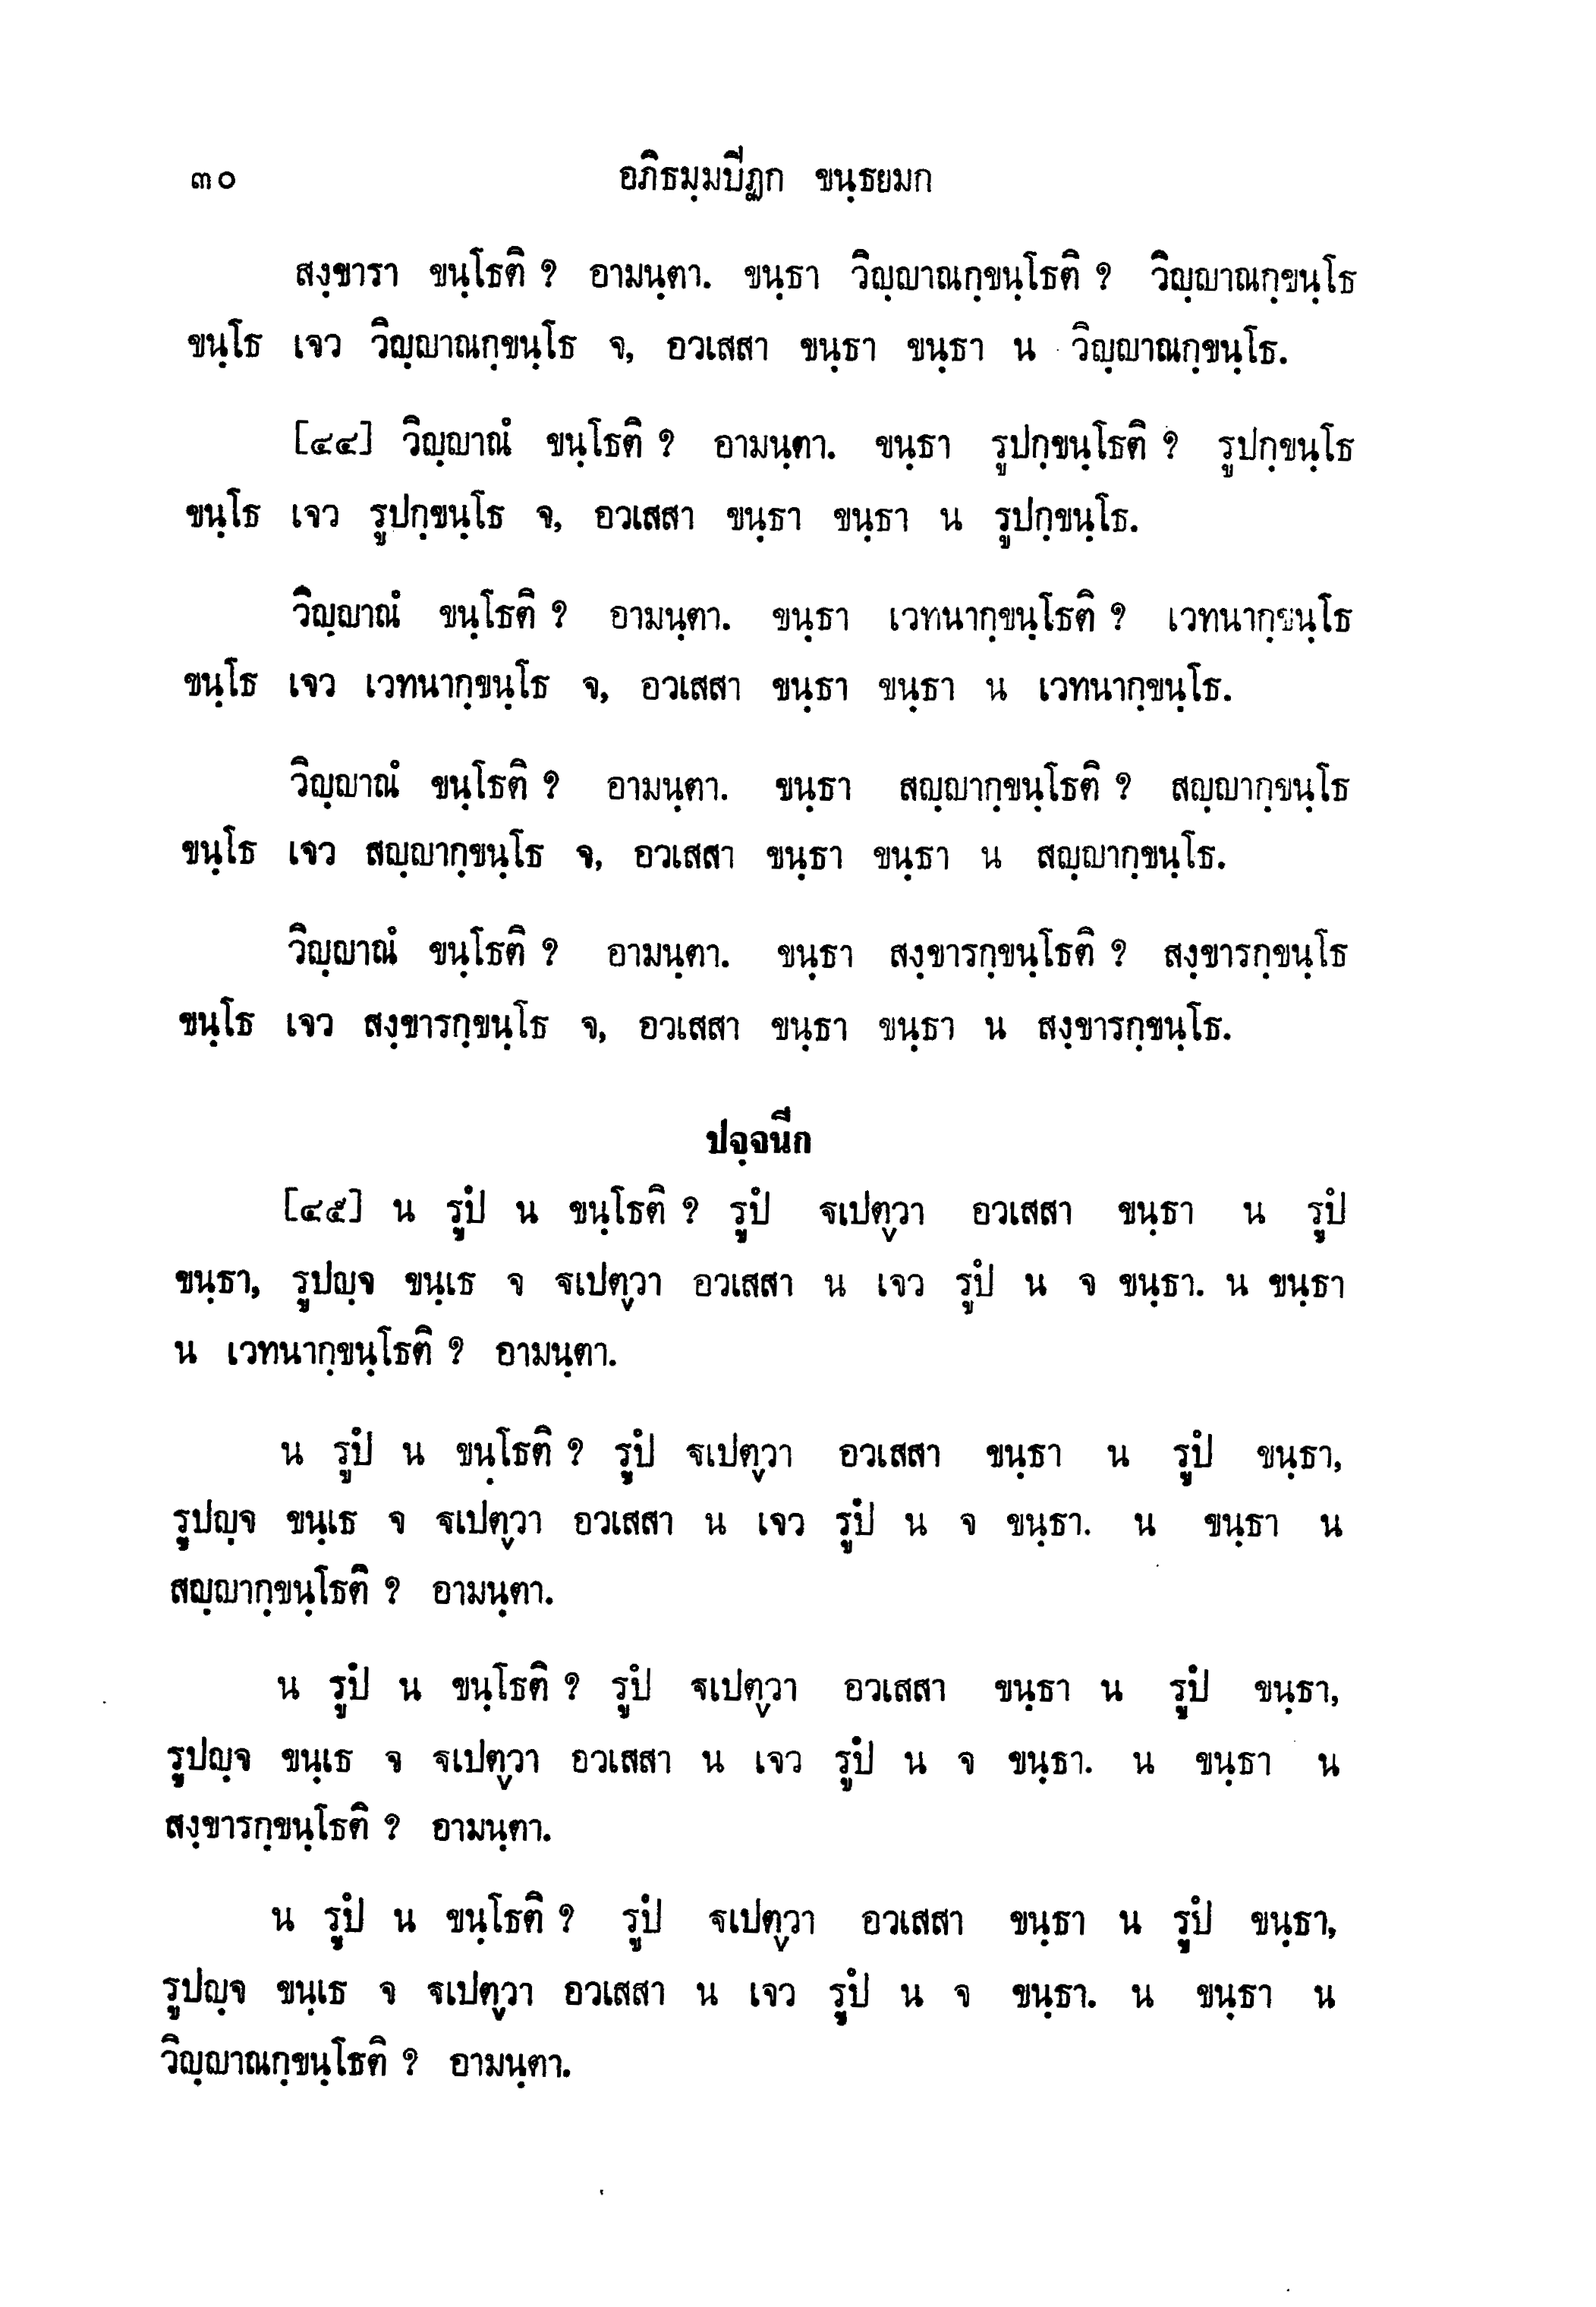 ๓๐ อภิธมฺมปีฏก ขนฺธยมก
สงฺขารา ขนฺโธติ ? อามนฺตา. ขนฺธา วิญฺญาณกฺขนฺโธติ ? วิญฺญาณกฺขนฺโธ
ขนฺโธ เจว วิญฺญาณกฺขนฺโธ จ, อวเสสา ขนฺธา ขนฺธา น วิญฺญาณกฺขนฺโธ.
[๔๔] วิญฺญาณํ ขนฺโธติ ? อามนฺตา. ขนฺธา รูปกฺขนฺโธติ ? รูปกฺขนฺโธ
ขนฺโธ เจว รูปกฺขนฺโธ จ, อวเสสา ขนฺธา ขนฺธา น รูปกฺขนฺโธ.
วิญฺญาณํ ขนฺโธติ ? อามนฺตา. ขนฺธา เวทนากฺขนฺโธติ ? เวทนากฺขนฺโธ
ขนฺโธ เจว เวทนากฺขนฺโธ จ, อวเสสา ขนฺธา ขนฺธา น เวทนากฺขนฺโธ.
วิญฺญาณํ ขนฺโธติ ? อามนฺตา. ขนฺธา สญฺญากฺขนฺโธติ ? สญฺญากฺขนฺโธ
ขนฺโธ เจว สญฺญากฺขนฺโธ จ, อวเสสา ขนฺธา ขนฺธา น สญฺญากฺขนฺโธ.
วิญฺญาณํ ขนฺโธติ ? อามนฺตา. ขนฺธา สงฺขารกฺขนฺโธติ ? สงฺขารกฺขนฺโธ
ขนฺโธ เจว สงฺขารกฺขนฺโธ จ, อวเสสา ขนฺธา ขนฺธา น สงฺขารกฺขนฺโธ.
ปจฺจนีก
[๔๕] น รูปํ น ขนฺโธติ ? รูปํ ฐเปตฺวา อวเสสา ขนฺธา น รูปํ
ขนฺธา, รูปญฺจ ขนฺเธ จ ฐเปตฺวา อวเสสา น เจว รูปํ น จ ขนฺธา. น ขนฺธา
น เวทนากฺขนฺโธติ ? อามนฺตา.
น รูปํ น ขนฺโธติ ? รูปํ ฐเปตฺวา อวเสสา ขนฺธา น รูปํ ขนฺธา,
รูปญฺจ ขนฺเธ จ ฐเปตฺวา อวเสสา น เจว รูปํ น จ ขนฺธา. น ขนฺธา น
สญฺญากฺขนฺโธติ ? อามนฺตา.
น รูปํ น ขนฺโธติ ? รูปํ ฐเปตฺวา อวเสสา ขนฺธา น รูปํ ขนฺธา,
รูปญฺจ ขนฺเธ จ ฐเปตฺวา อวเสสา น เจว รูปํ น จ ขนฺธา. น ขนฺธา น
สงฺขารกฺขนฺโธติ ? อามนฺตา.
น รูปํ น ขนฺโธติ ? รูปํ ฐเปตฺวา อวเสสา ขนฺธา น รูปํ ขนฺธา,
รูปญฺจ ขนฺเธ จ ฐเปตฺวา อวเสสา น เจว รูปํ น จ ขนฺธา. น ขนฺธา น
วิญฺญาณกฺขนฺโธติ ? อามนฺตา.